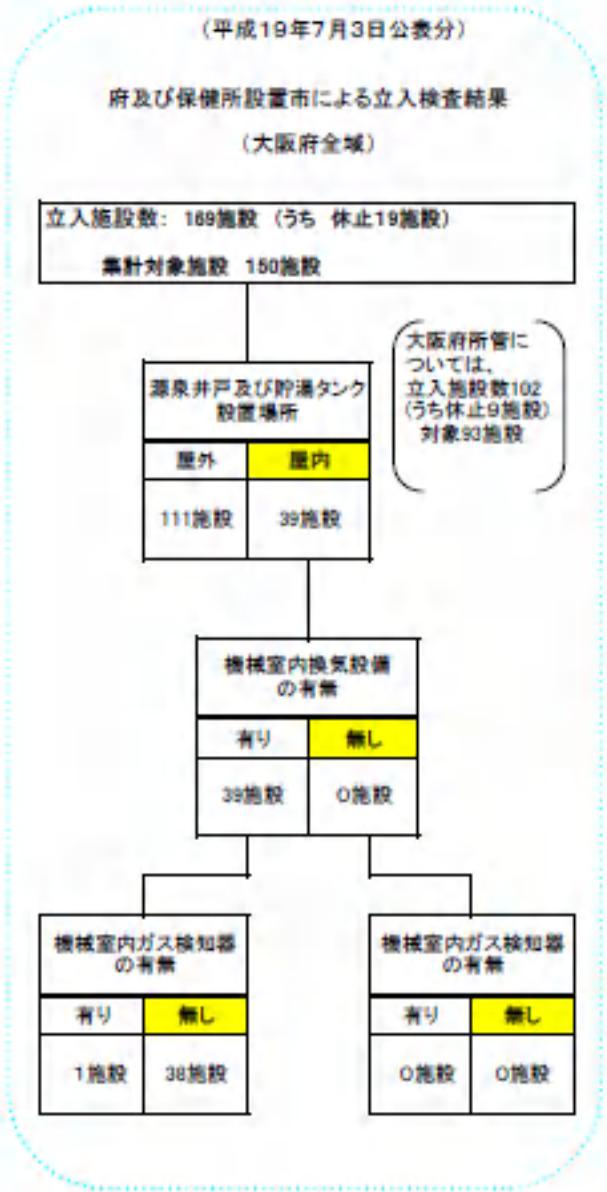 (平成19年7月3日公表分)
府及び保健所設置市による立入検査結果
(大阪府全域)
立入施設数: 169施設 (うち 休止19施設)
集計対象施設 150施設
大阪府所管に
ついては、
立入施設数102
(うち休止9施設)
対象93施設
源泉井戸及び貯湯タンク
設置場所
屋外 屋内
111施設 39施設
機械室内換気設備
の有無
有り 無し
39施設 0施設
機械室内ガス検知器
の有無
有り 無し
1施設 38施設
機械室内ガス検知器
の有無
有り 無し
0施設 0施設